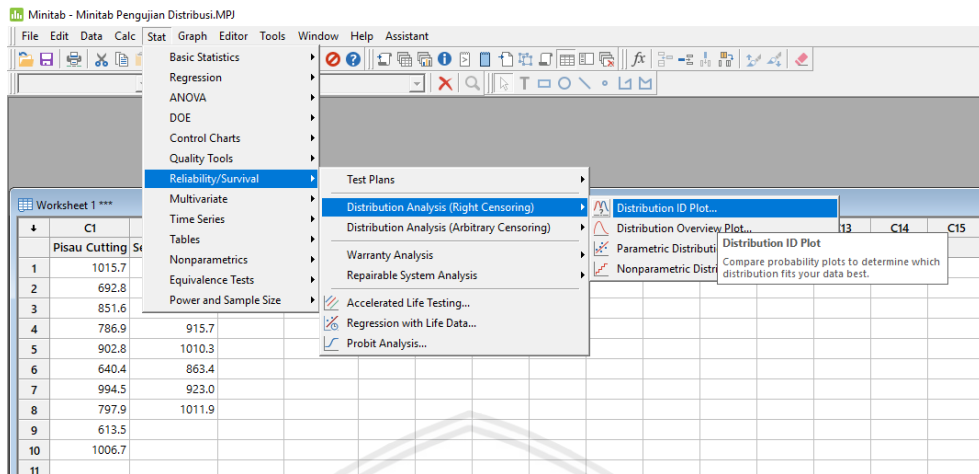 Minitab - Minitab Pengujian Distribusi.MPJ
File Edit Data Calc Stat Graph Editor Tools Window Help Assistant
Basic Statistics
Regression
ANOVA
DOE
Control Charts
Quality Tools
Reliability/Survival
Multivariate
Time Series
Tables
Nonparametrics
Equivalence Tests
Power and Sample Size
Test Plans
Distribution Analysis (Right Censoring)
Distribution Analysis (Arbitrary Censoring)
Warranty Analysis
Repairable System Analysis
Accelerated Life Testing...
Regression with Life Data...
Probit Analysis...
Distribution ID Plot...
Distribution Overview Plot...
Parametric Distributi
Nonparametric Distri
Distribution ID Plot
Compare probability plots to determine which
distribution fits your data best.
Worksheet 1 ***
C1 13 C14 C15
Pisau Cutting Se
1 1015.7
2 692.8
3 851.6
4 786.9 915.7
5 902.8 1010.3
6 640.4 863.4
7 994.5 923.0
8 797.9 1011.9
9 613.5
10 1006.7
11